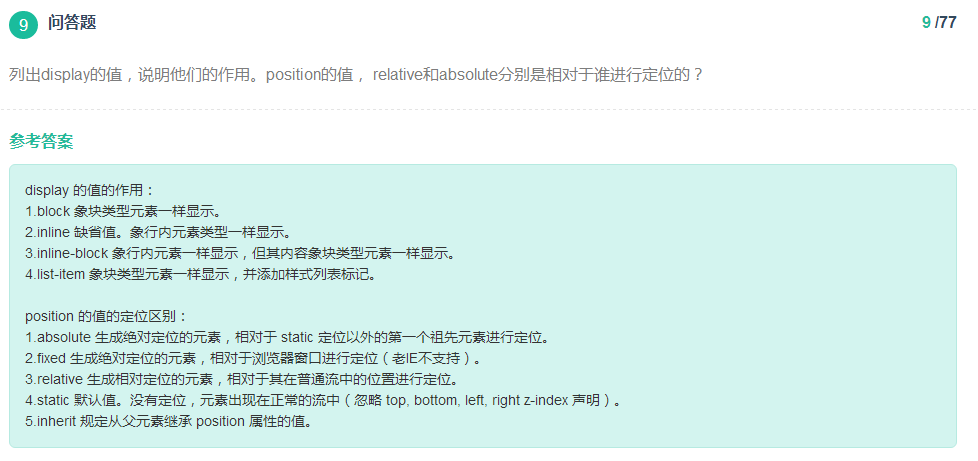 9 问答题 9 /77
列出display的值，说明他们的作用。position的值， relative和absolute分别是相对于谁进行定位的？
参考答案
display 的值的作用：
1.block 象块类型元素一样显示。
2.inline 缺省值。象行内元素类型一样显示。
3.inline-block 象行内元素一样显示，但其内容象块类型元素一样显示。
4.list-item 象块类型元素一样显示，并添加样式列表标记。
position 的值的定位区别：
1.absolute 生成绝对定位的元素，相对于 static 定位以外的第一个祖先元素进行定位。
2.fixed 生成绝对定位的元素，相对于浏览器窗口进行定位（老IE不支持）。
3.relative 生成相对定位的元素，相对于其在普通流中的位置进行定位。
4.static 默认值。没有定位，元素出现在正常的流中（忽略 top, bottom, left, right z-index 声明）。
5.inherit 规定从父元素继承 position 属性的值。